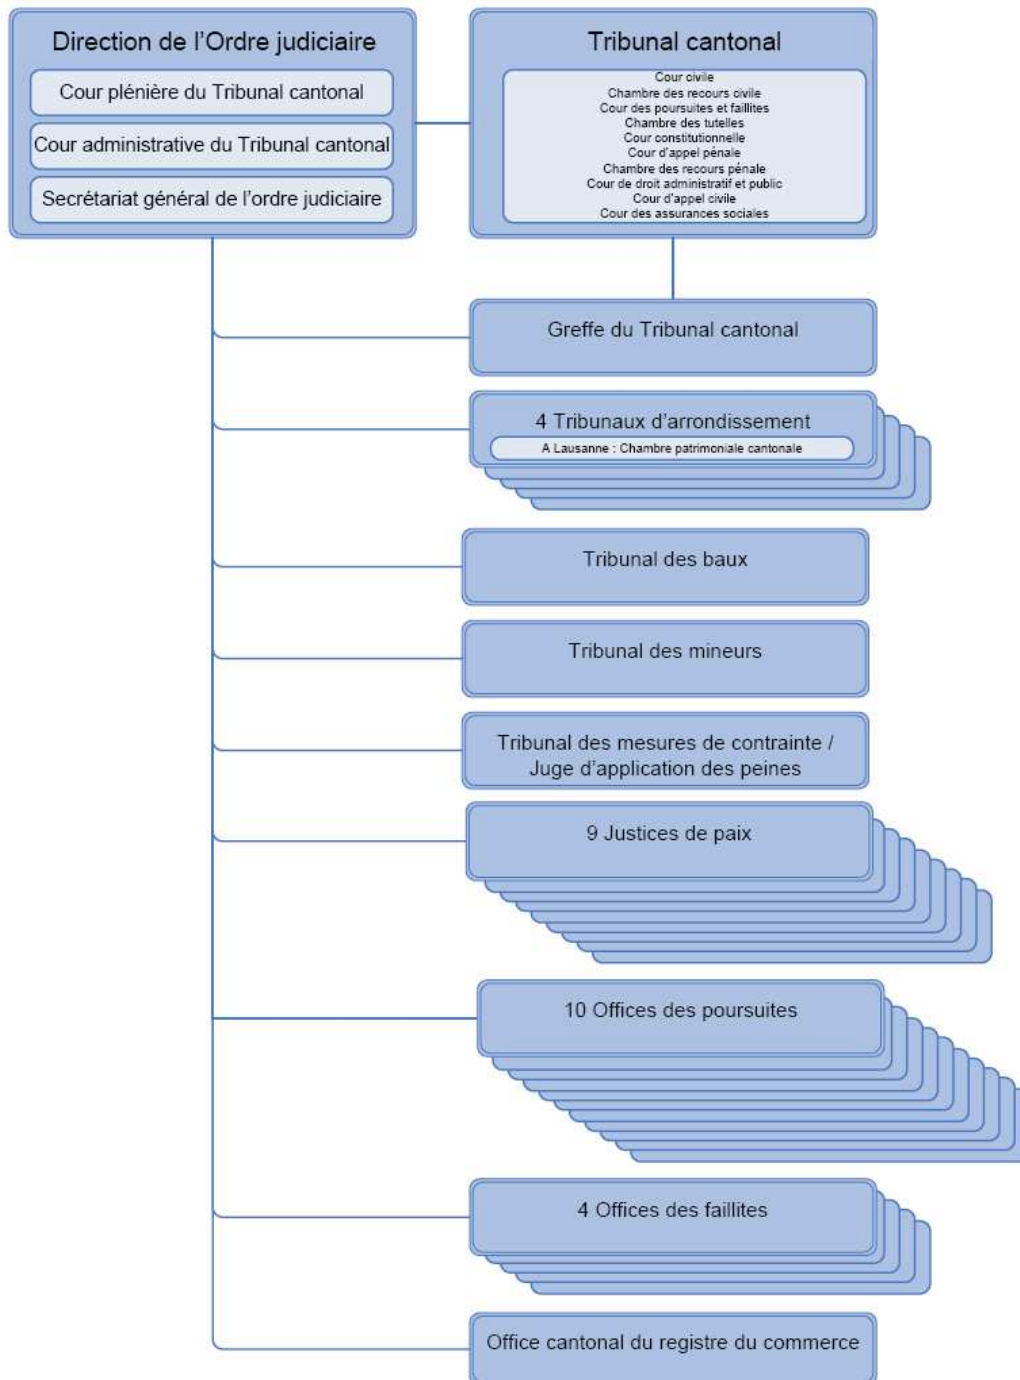 Direction de l'Ordre judiciaire
Cour plénière du Tribunal cantonal
Cour administrative du Tribunal cantonal
Secrétariat général de l'ordre judiciaire
Tribunal cantonal
Cour civile
Chambre des recours civile
Cour des poursuites et faillites
Chambre des tutelles
Cour constitutionnelle
Cour d'appel pénale
Chambre des recours pénale
Cour de droit administratif et public
Cour d'appel civile
Cour des assurances sociales
Greffe du Tribunal cantonal
4 Tribunaux d'arrondissement
A Lausanne : Chambre patrimoniale cantonale
Tribunal des baux
Tribunal des mineurs
Tribunal des mesures de contrainte /
Juge d'application des peines
9 Justices de paix
10 Offices des poursuites
4 Offices des faillites
Office cantonal du registre du commerce